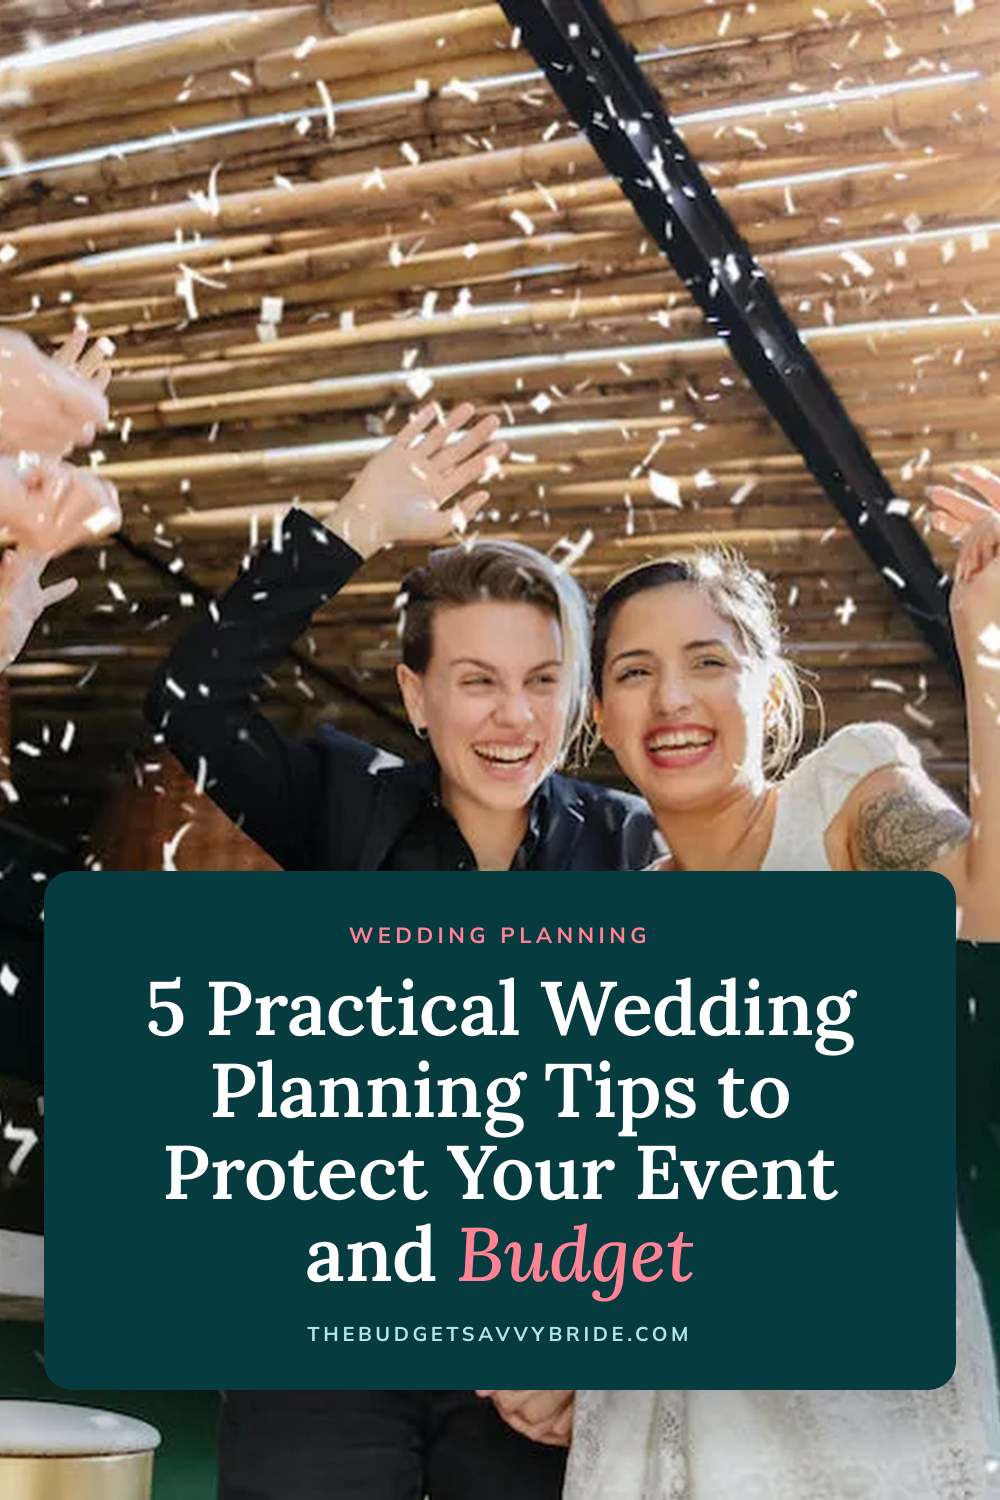 WEDDING PLANNING
5 Practical Wedding
Planning Tips to
Protect Your Event
and Budget
THEBUDGETSAVVYBRIDE.COM